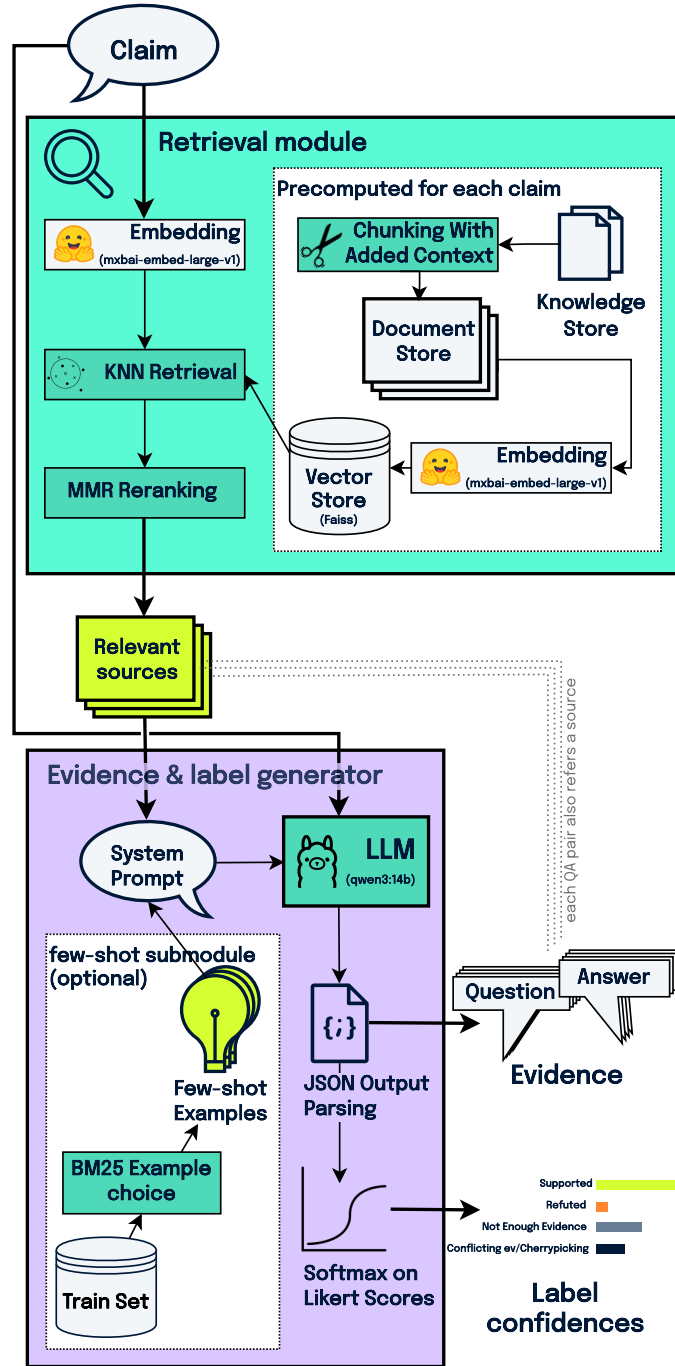 Claim
Retrieval module
Precomputed for each claim
Embedding
(mxbai-embed-large-v1)
Chunking With
Added Context
Knowledge
Store
Document
Store
KNN Retrieval
Vector
Store
(Faiss)
Embedding
(mxbai-embed-large-v1)
MMR Reranking
Relevant
sources
each QA pair also refers a source
Evidence & label generator
System
Prompt
LLM
(qwen3:14b)
few-shot submodule
(optional)
Few-shot
Examples
BM25 Example
choice
Train Set
{;}
JSON Output
Parsing
Question
Answer
Evidence
Softmax on
Likert Scores
Supported
Refuted
Not Enough Evidence
Conflicting ev/Cherrypicking
Label
confidences